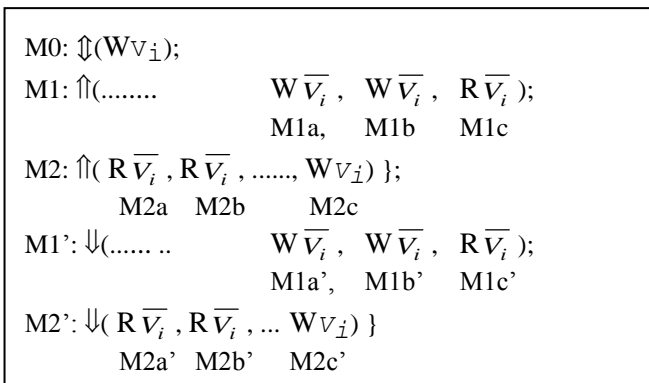 M0: ⇕(WVi);
M1: ⇑(........ W V̅i , W V̅i , R V̅i );
M1a, M1b M1c
M2: ⇑( R V̅i , R V̅i , ......, WVi) };
M2a M2b M2c
M1’: ⇓(...... .. W V̅i , W V̅i , R V̅i );
M1a’, M1b’ M1c’
M2’: ⇓( R V̅i , R V̅i , ... WVi) }
M2a’ M2b’ M2c’